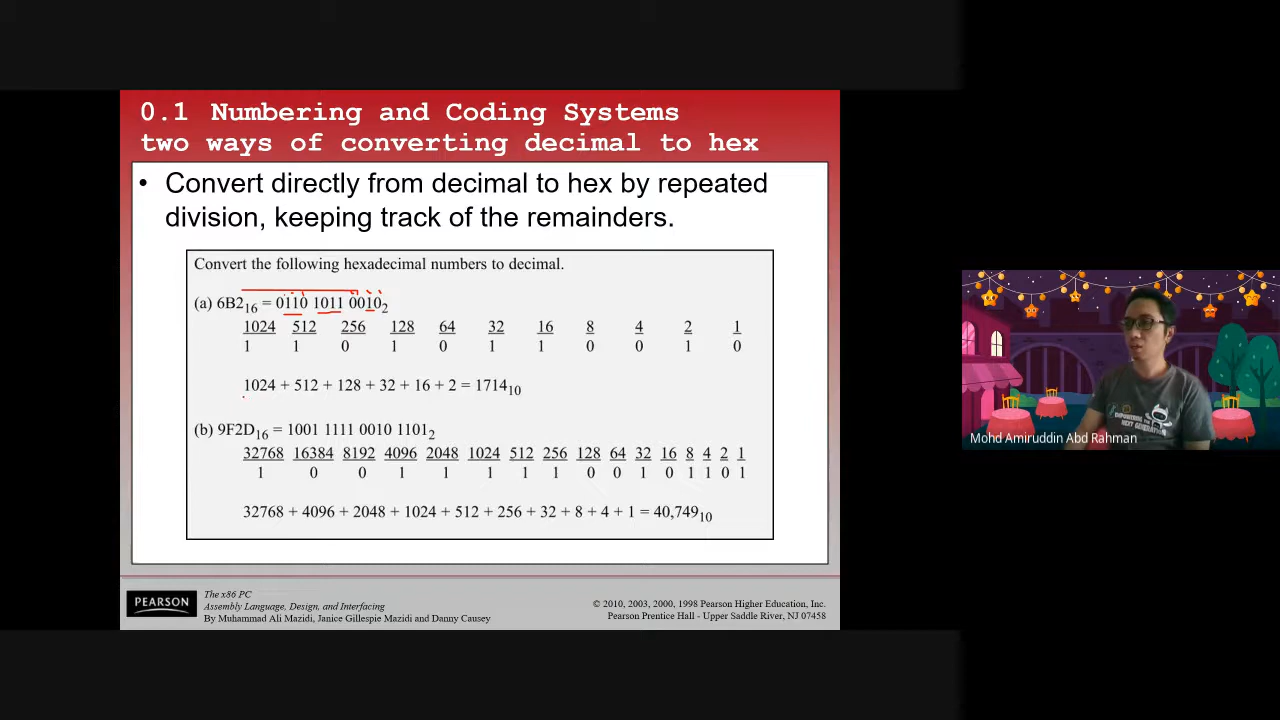 0.1 Numbering and Coding Systems
two ways of converting decimal to hex
• Convert directly from decimal to hex by repeated
division, keeping track of the remainders.
Convert the following hexadecimal numbers to decimal.
(a) 6B2₁₆ = 0110 1011 0010₂
1024 512 256 128 64 32 16 8 4 2 1
1 1 0 1 0 1 1 0 0 1 0
1024 + 512 + 128 + 32 + 16 + 2 = 1714₁₀
(b) 9F2D₁₆ = 1001 1111 0010 1101₂
32768 16384 8192 4096 2048 1024 512 256 128 64 32 16 8 4 2 1
1 0 0 1 1 1 1 1 0 0 1 0 1 1 0 1
32768 + 4096 + 2048 + 1024 + 512 + 256 + 32 + 8 + 4 + 1 = 40,749₁₀
PEARSON
The x86 PC
Assembly Language, Design, and Interfacing
By Muhammad Ali Mazidi, Janice Gillespie Mazidi and Danny Causey
© 2010, 2003, 2000, 1998 Pearson Higher Education, Inc.
Pearson Prentice Hall - Upper Saddle River, NJ 07458
EMPOWERING THE
NEXT GENERATION
Mohd Amiruddin Abd Rahman